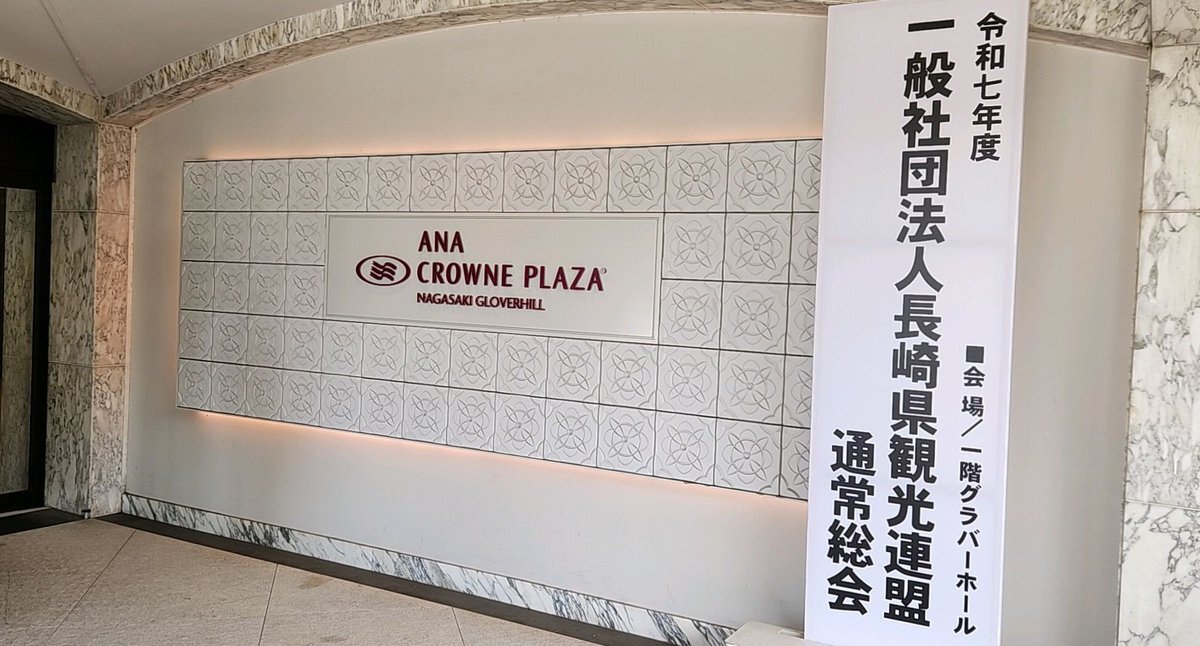 ANA
CROWNE PLAZA
NAGASAKI GLOVERHILL
令和七年度
一般社団法人長崎県観光連盟
通常総会
■会場／一階グラバーホール